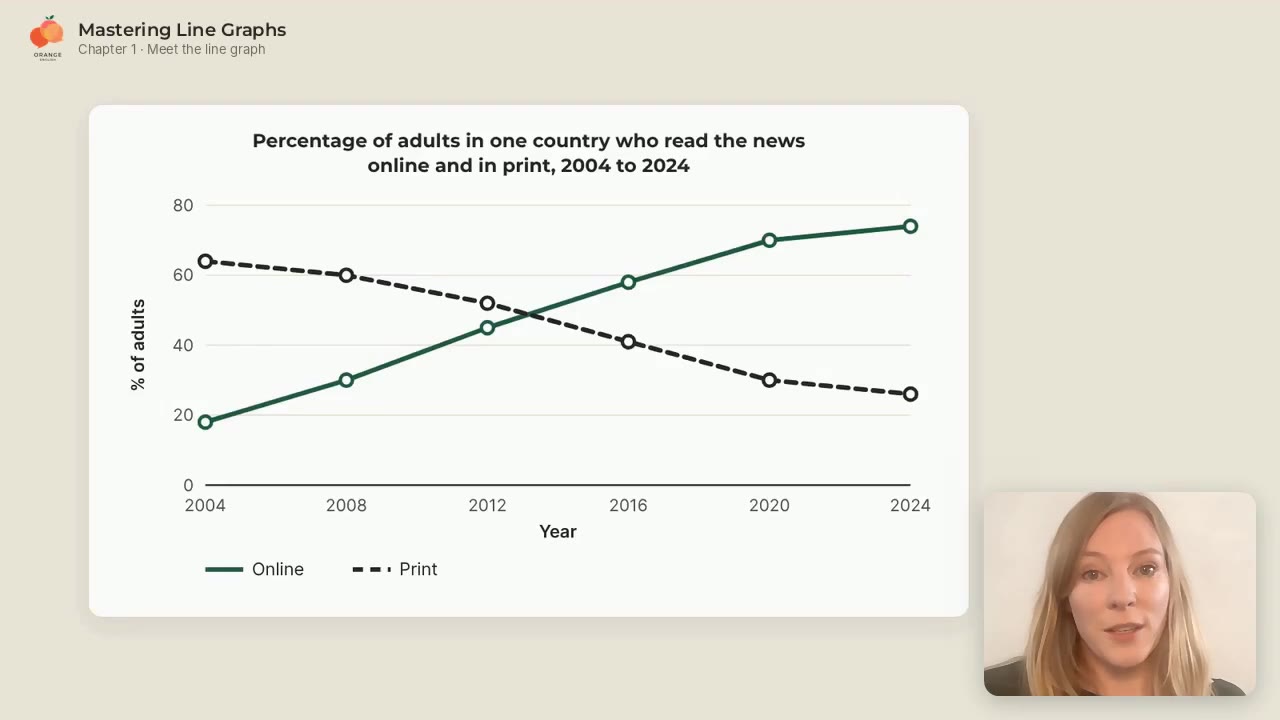 Mastering Line Graphs
Chapter 1 · Meet the line graph
ORANGE
ENGLISH
Percentage of adults in one country who read the news
online and in print, 2004 to 2024
80
60
40
20
0
% of adults
2004 2008 2012 2016 2020 2024
Year
Online Print